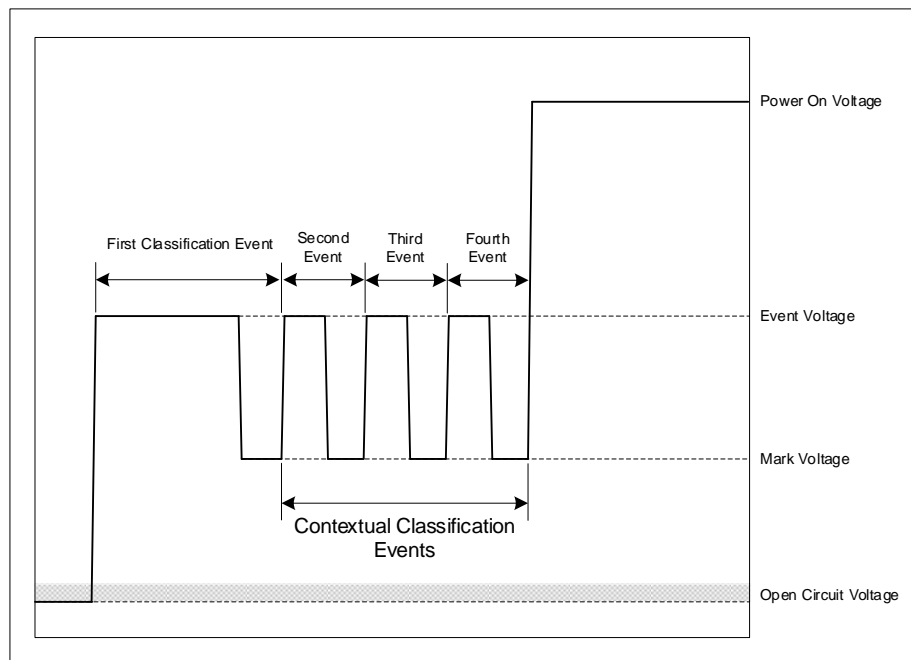 Power On Voltage
First Classification Event
Second
Event
Third
Event
Fourth
Event
Event Voltage
Mark Voltage
Contextual Classification
Events
Open Circuit Voltage